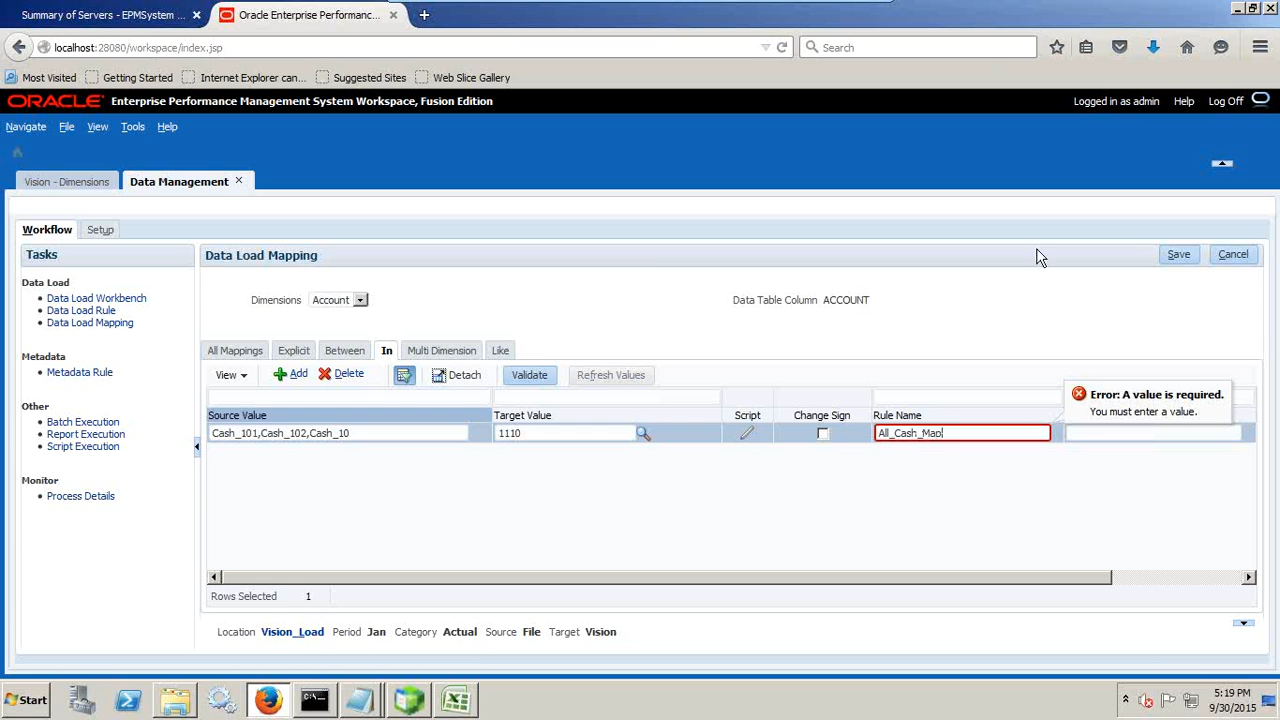 Summary of Servers - EPMSystem ... × Oracle Enterprise Performanc... × +
localhost:28080/workspace/index.jsp Search
Most Visited Getting Started Internet Explorer can... Suggested Sites Web Slice Gallery
ORACLE Enterprise Performance Management System Workspace, Fusion Edition Logged in as admin Help Log Off
Navigate File View Tools Help
Vision - Dimensions Data Management ×
Workflow Setup
Tasks
Data Load
Data Load Workbench
Data Load Rule
Data Load Mapping
Metadata
Metadata Rule
Other
Batch Execution
Report Execution
Script Execution
Monitor
Process Details
Data Load Mapping Save Cancel
Dimensions Account Data Table Column ACCOUNT
All Mappings Explicit Between In Multi Dimension Like
View Add Delete Detach Validate Refresh Values
Source Value Target Value Script Change Sign Rule Name
Cash_101,Cash_102,Cash_10 1110 All_Cash_Map
Error: A value is required.
You must enter a value.
Rows Selected 1
Location Vision_Load Period Jan Category Actual Source File Target Vision
Start 5:19 PM
9/30/2015